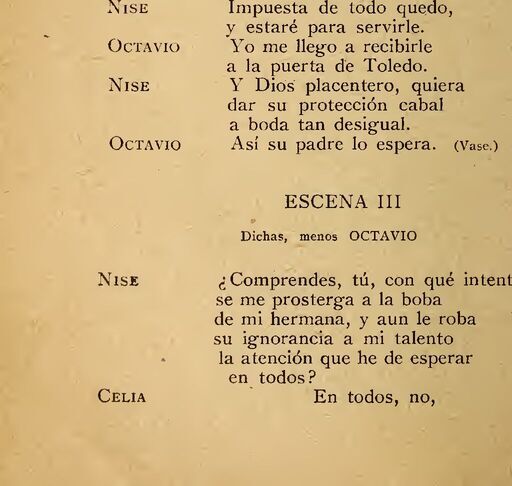 NISE Impuesta de todo quedo,
y estaré para servirle.
OCTAVIO Yo me llego a recibirle
a la puerta de Toledo.
NISE Y Dios placentero, quiera
dar su protección cabal
a boda tan desigual.
OCTAVIO Así su padre lo espera. (Vase.)
ESCENA III
Dichas, menos OCTAVIO
NISE ¿Comprendes, tú, con qué intent
se me prosterga a la boba
de mi hermana, y aun le roba
su ignorancia a mi talento
la atención que he de esperar
en todos?
CELIA En todos, no,